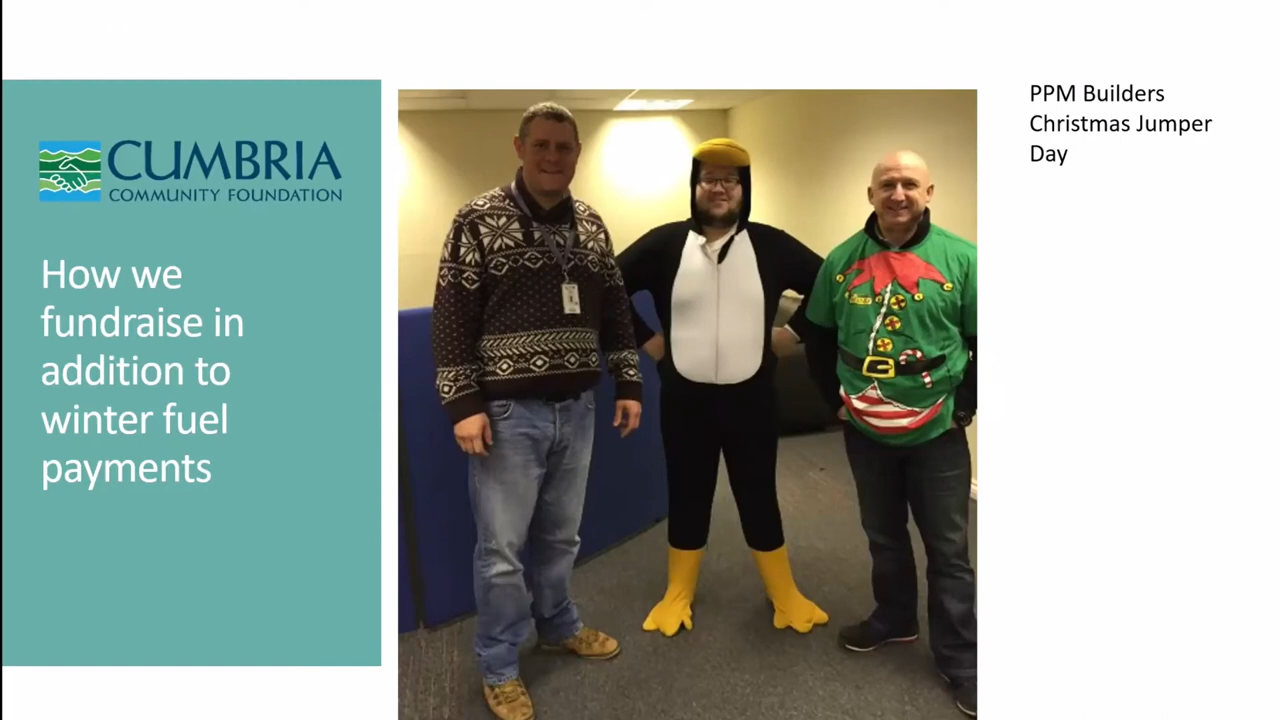 CUMBRIA
COMMUNITY FOUNDATION
How we
fundraise in
addition to
winter fuel
payments
PPM Builders
Christmas Jumper
Day